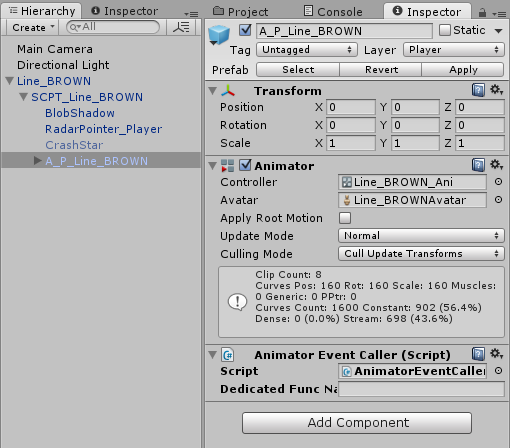 Hierarchy
Inspector
Create
All
Main Camera
Directional Light
Line_BROWN
SCPT_Line_BROWN
BlobShadow
RadarPointer_Player
CrashStar
A_P_Line_BROWN
Project
Console
Inspector
A_P_Line_BROWN
Static
Tag
Untagged
Layer
Player
Prefab
Select
Revert
Apply
Transform
Position X 0 Y 0 Z 0
Rotation X 0 Y 0 Z 0
Scale X 1 Y 1 Z 1
Animator
Controller
Line_BROWN_Ani
Avatar
Line_BROWNAvatar
Apply Root Motion
Update Mode
Normal
Culling Mode
Cull Update Transforms
Clip Count: 8
Curves Pos: 160 Rot: 160 Scale: 160 Muscles:
0 Generic: 0 PPtr: 0
Curves Count: 1600 Constant: 902 (56.4%)
Dense: 0 (0.0%) Stream: 698 (43.6%)
Animator Event Caller (Script)
Script
AnimatorEventCaller
Dedicated Func Na
Add Component